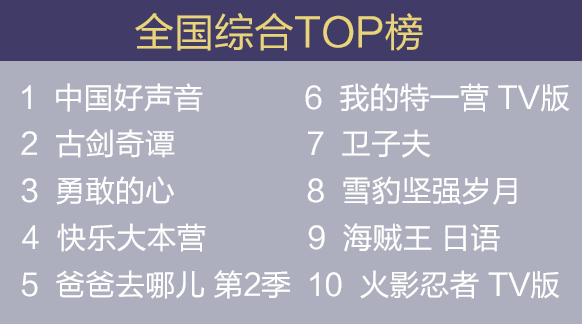 全国综合TOP榜
1 中国好声音
2 古剑奇谭
3 勇敢的心
4 快乐大本营
5 爸爸去哪儿 第2季
6 我的特一营 TV版
7 卫子夫
8 雪豹坚强岁月
9 海贼王 日语
10 火影忍者 TV版